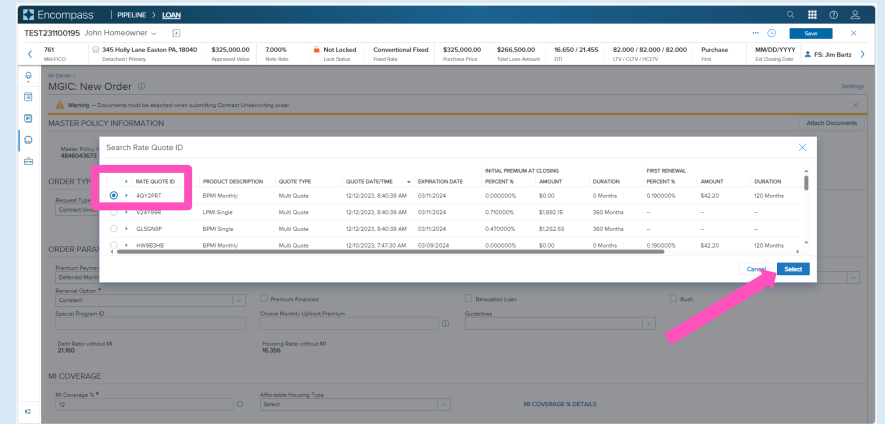 Encompass PIPELINE > LOAN
TEST231100195 John Homeowner
Save
761 345 Holly Lane Easton PA, 18040 $325,000.00 7.000% Not Locked Conventional Fixed $325,000.00 $266,500.00 16.650 / 21.455 82.000 / 82.000 / 82.000 Purchase MM/DD/YYYY FS: Jim Bartz
Mid-FICO Detached | Primary Appraised Value Note Rate Lock Status Fixed Rate Purchase Price Total Loan Amount DTI LTV / CLTV / HCLTV First Est Closing Date
MI Center /
MGIC: New Order
Settings
Warning — Documents must be attached when submitting Contract Underwriting order
MASTER POLICY INFORMATION
Attach Documents
Master Policy
4846043673
Search Rate Quote ID
INITIAL PREMIUM AT CLOSING FIRST RENEWAL
RATE QUOTE ID PRODUCT DESCRIPTION QUOTE TYPE QUOTE DATE/TIME EXPIRATION DATE PERCENT % AMOUNT DURATION PERCENT % AMOUNT DURATION
4QY2PRT BPMI Monthly Multi Quote 12/12/2023, 8:40:39 AM 03/11/2024 0.000000% $0.00 0 Months 0.190000% $42.20 120 Months
V24799R LPMI Single Multi Quote 12/12/2023, 8:40:39 AM 03/11/2024 0.710000% $1,892.15 360 Months -- -- --
GLSGN9F BPMI Single Multi Quote 12/12/2023, 8:40:39 AM 03/11/2024 0.470000% $1,252.55 360 Months -- -- --
HW9B3HB BPMI Monthly Multi Quote 12/10/2023, 7:47:30 AM 03/09/2024 0.000000% $0.00 0 Months 0.190000% $42.20 120 Months
Cancel Select
ORDER TYPE
Request Type
Contract
ORDER PARA
Premium Payment
Deferred Month
Renewal Option *
Constant
Premium Financed
Relocation Loan
Rush
Special Program ID
Choice Monthly Upfront Premium
Guidelines
Debt Ratio without MI
21.160
Housing Ratio without MI
16.356
MI COVERAGE
MI Coverage % *
12
Affordable Housing Type
Select
MI COVERAGE % DETAILS